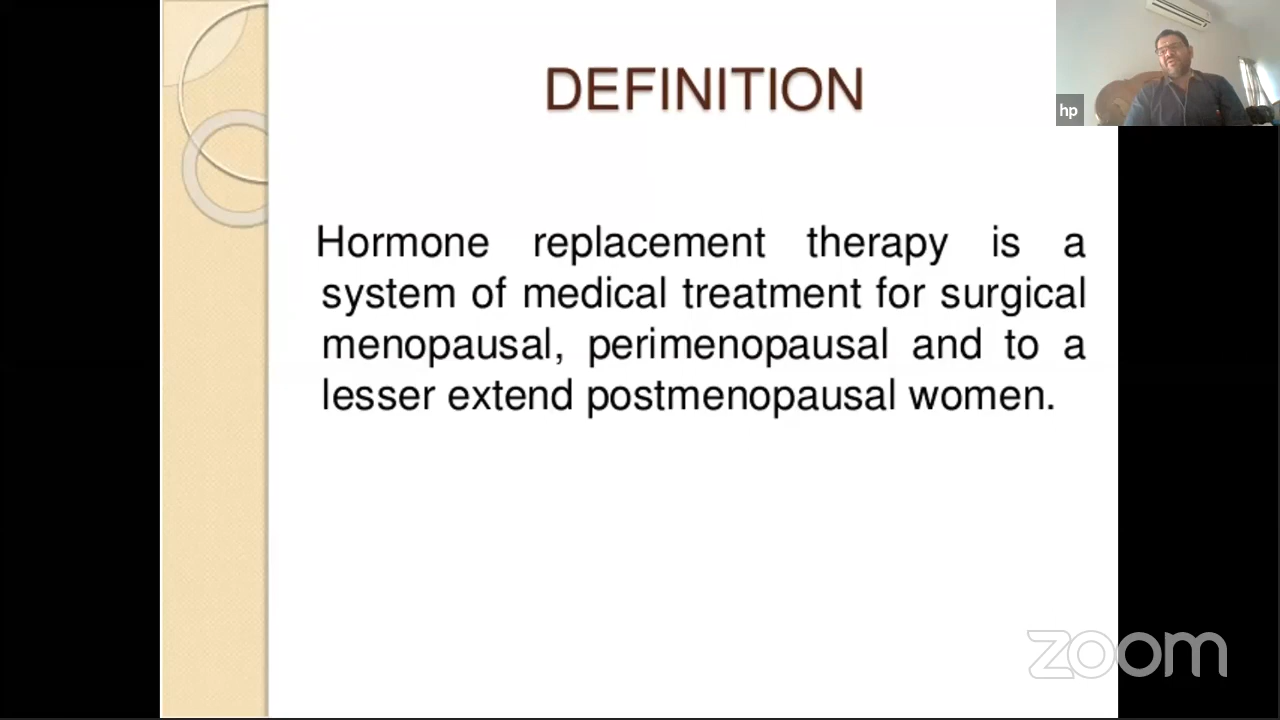 DEFINITION
Hormone replacement therapy is a
system of medical treatment for surgical
menopausal, perimenopausal and to a
lesser extend postmenopausal women.
hp
zoom